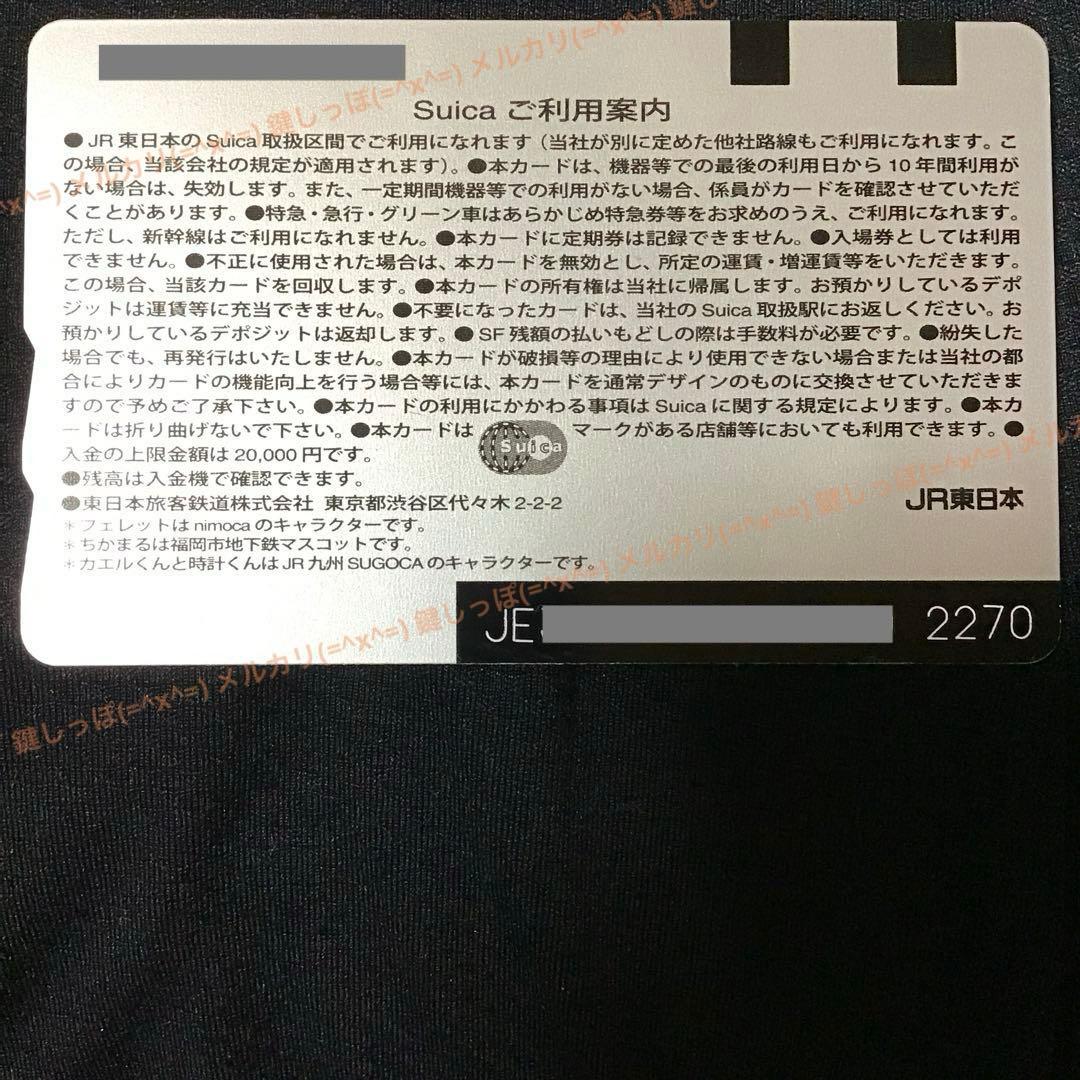 Suica ご利用案内
●JR 東日本の Suica 取扱区間でご利用になれます（当社が別に定めた他社路線もご利用になれます。こ
の場合、当該会社の規定が適用されます）。●本カードは、機器等での最後の利用日から 10 年間利用が
ない場合は、失効します。また、一定期間機器等での利用がない場合、係員がカードを確認させていただ
くことがあります。●特急・急行・グリーン車はあらかじめ特急券等をお求めのうえ、ご利用になれます。
ただし、新幹線はご利用になれません。●本カードに定期券は記録できません。●入場券としては利用
できません。●不正に使用された場合は、本カードを無効とし、所定の運賃・増運賃等をいただきます。
この場合、当該カードを回収します。●本カードの所有権は当社に帰属します。お預かりしているデポ
ジットは運賃等に充当できません。●不要になったカードは、当社の Suica 取扱駅にお返しください。お
預かりしているデポジットは返却します。●SF 残額の払いもどしの際は手数料が必要です。●紛失した
場合でも、再発行はいたしません。●本カードが破損等の理由により使用できない場合または当社の都
合によりカードの機能向上を行う場合等には、本カードを通常デザインのものに交換させていただきま
すので予めご了承下さい。●本カードの利用にかかわる事項は Suica に関する規定によります。●本カ
ードは折り曲げないで下さい。●本カードは Suica マークがある店舗等においても利用できます。●
入金の上限金額は 20,000 円です。
●残高は入金機で確認できます。
●東日本旅客鉄道株式会社 東京都渋谷区代々木 2-2-2
JR東日本
＊フェレットは nimoca のキャラクターです。
＊ちかまるは福岡市地下鉄マスコットです。
＊カエルくんと時計くんは JR 九州 SUGOCA のキャラクターです。
JE 2270
鍵しっぽ(=^x^=) メルカリ(=^x^=) 鍵しっぽ(=^x^=) メルカリ(=^x^=) 鍵し
鍵しっぽ(=^x^=) メルカリ(=^x^=) 鍵しっぽ(=^x^=) メルカリ(=^x^=) 鍵しっぽ(=^x^=) メルカリ